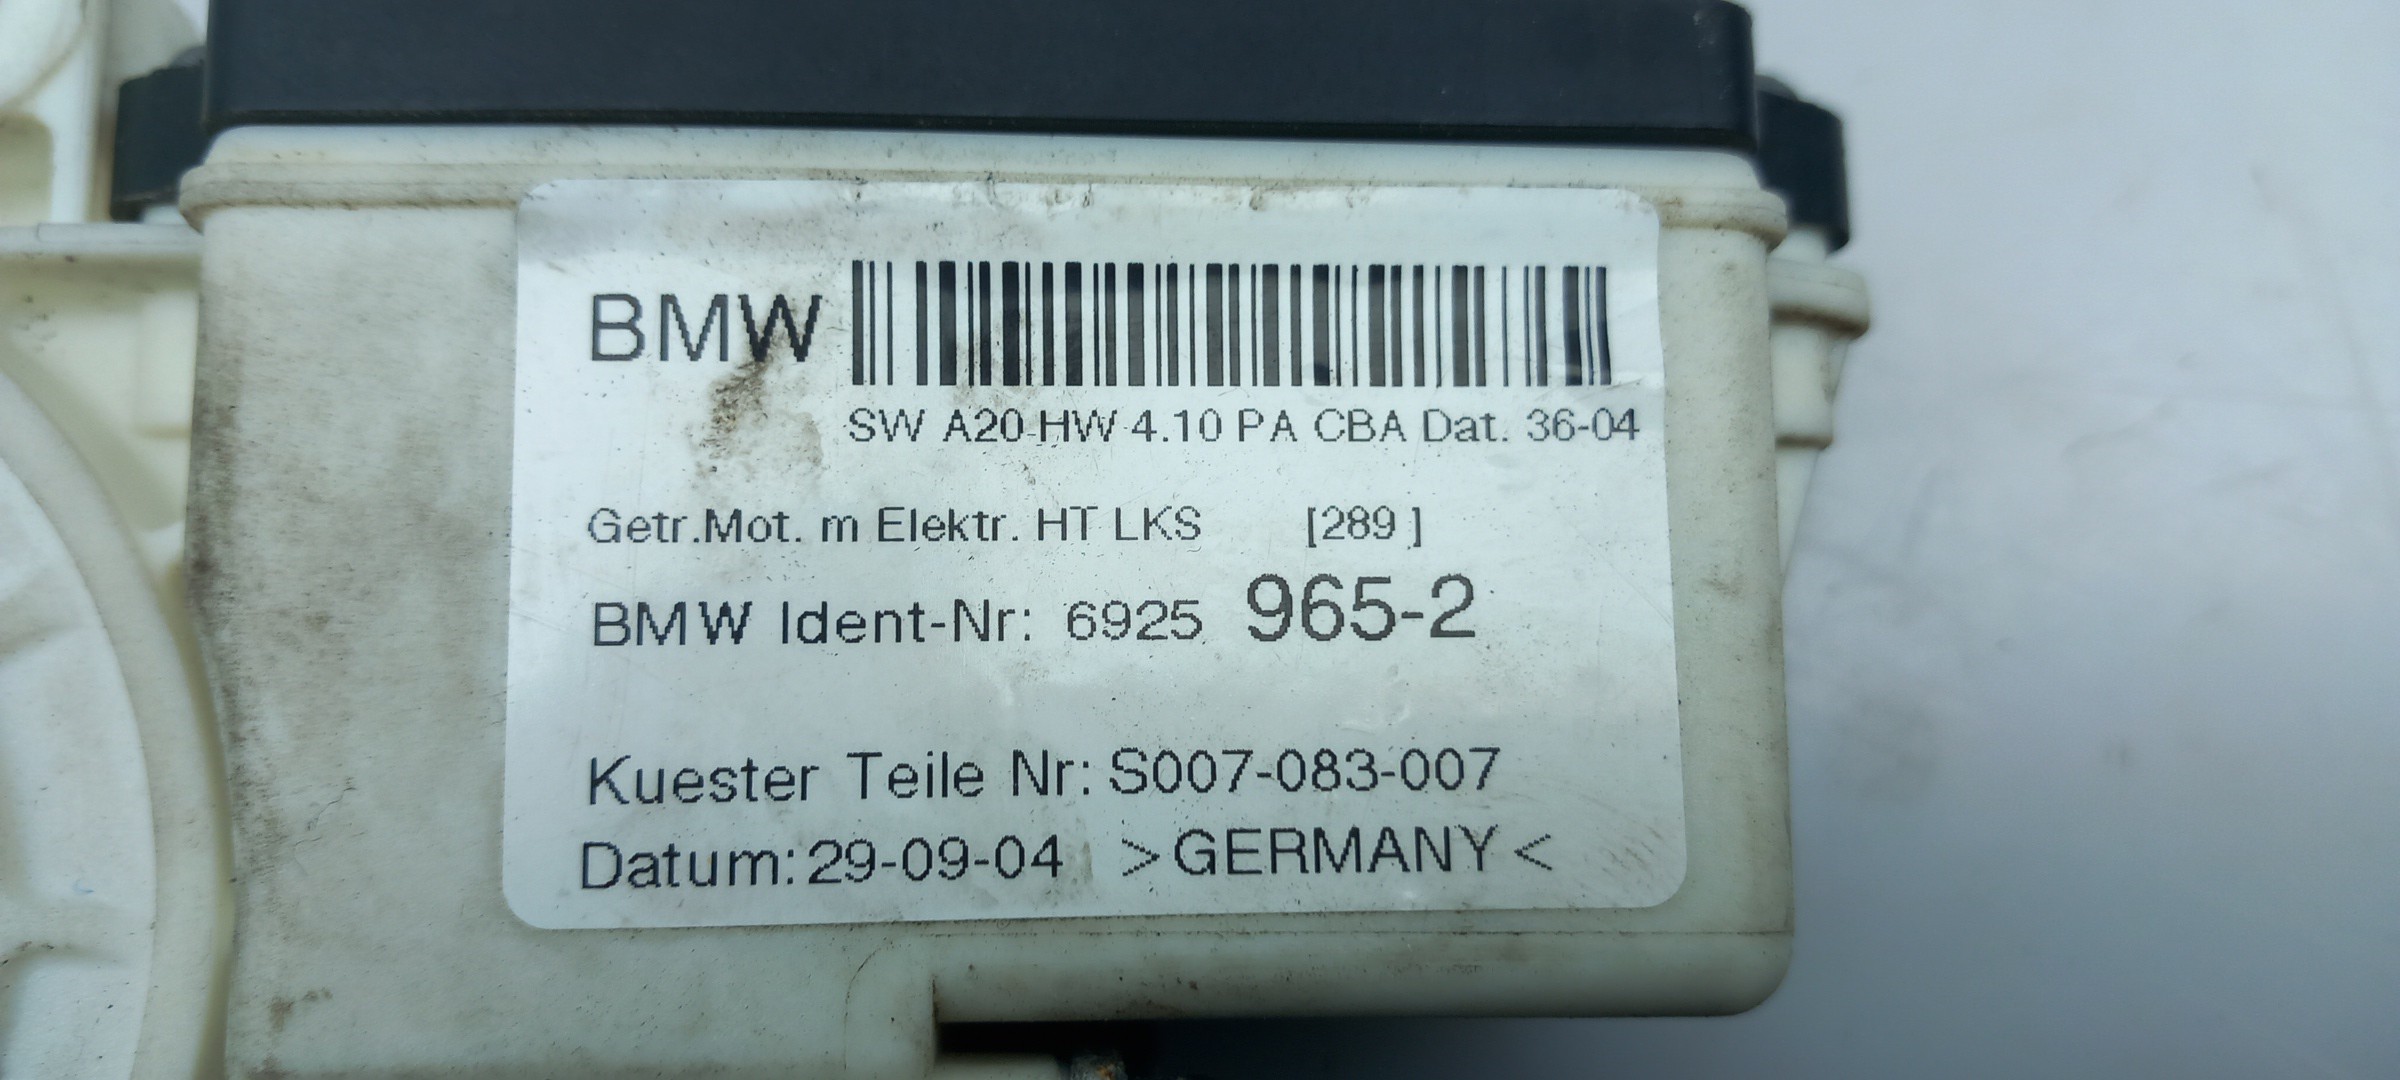 BMW
SW A20 HW 4.10 PA CBA Dat. 36-04
Getr.Mot. m Elektr. HT LKS [289 ]
BMW Ident-Nr: 6925 965-2
Kuester Teile Nr: S007-083-007
Datum: 29-09-04 >GERMANY<